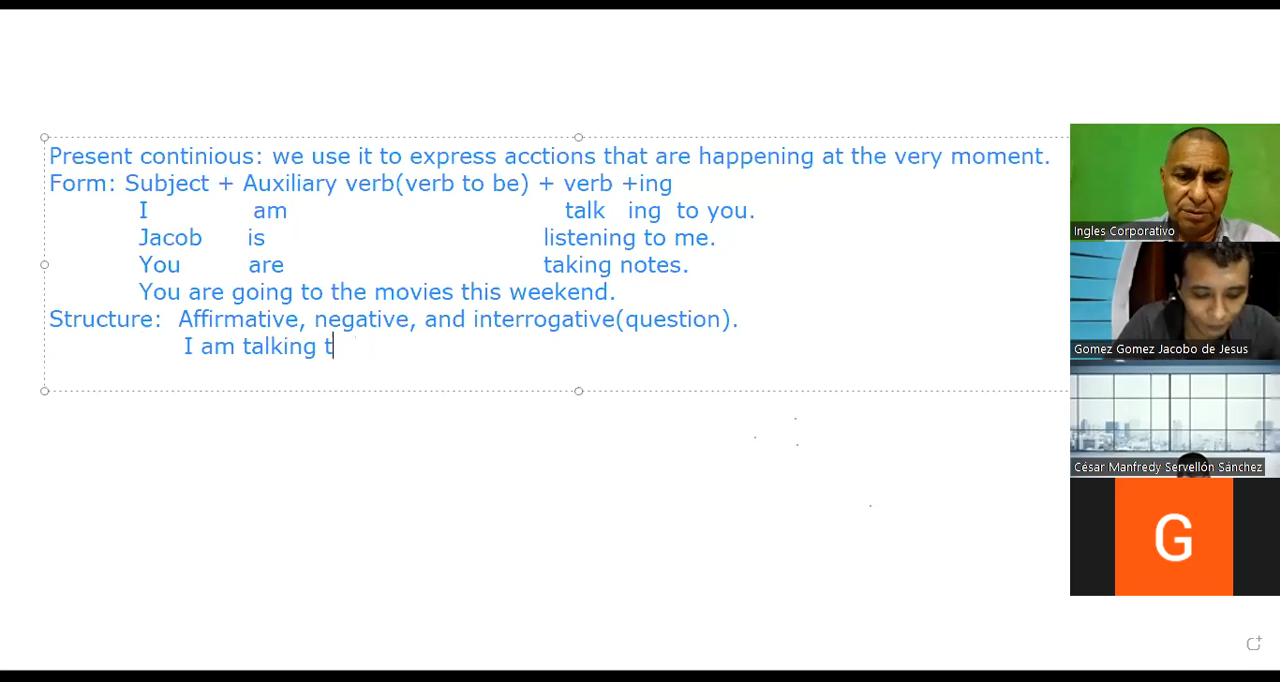 Present continious: we use it to express acctions that are happening at the very moment.
Form: Subject + Auxiliary verb(verb to be) + verb +ing
I am talk ing to you.
Jacob is listening to me.
You are taking notes.
You are going to the movies this weekend.
Structure: Affirmative, negative, and interrogative(question).
I am talking t
Ingles Corporativo
Gomez Gomez Jacobo de Jesus
César Manfredy Servellón Sánchez
G